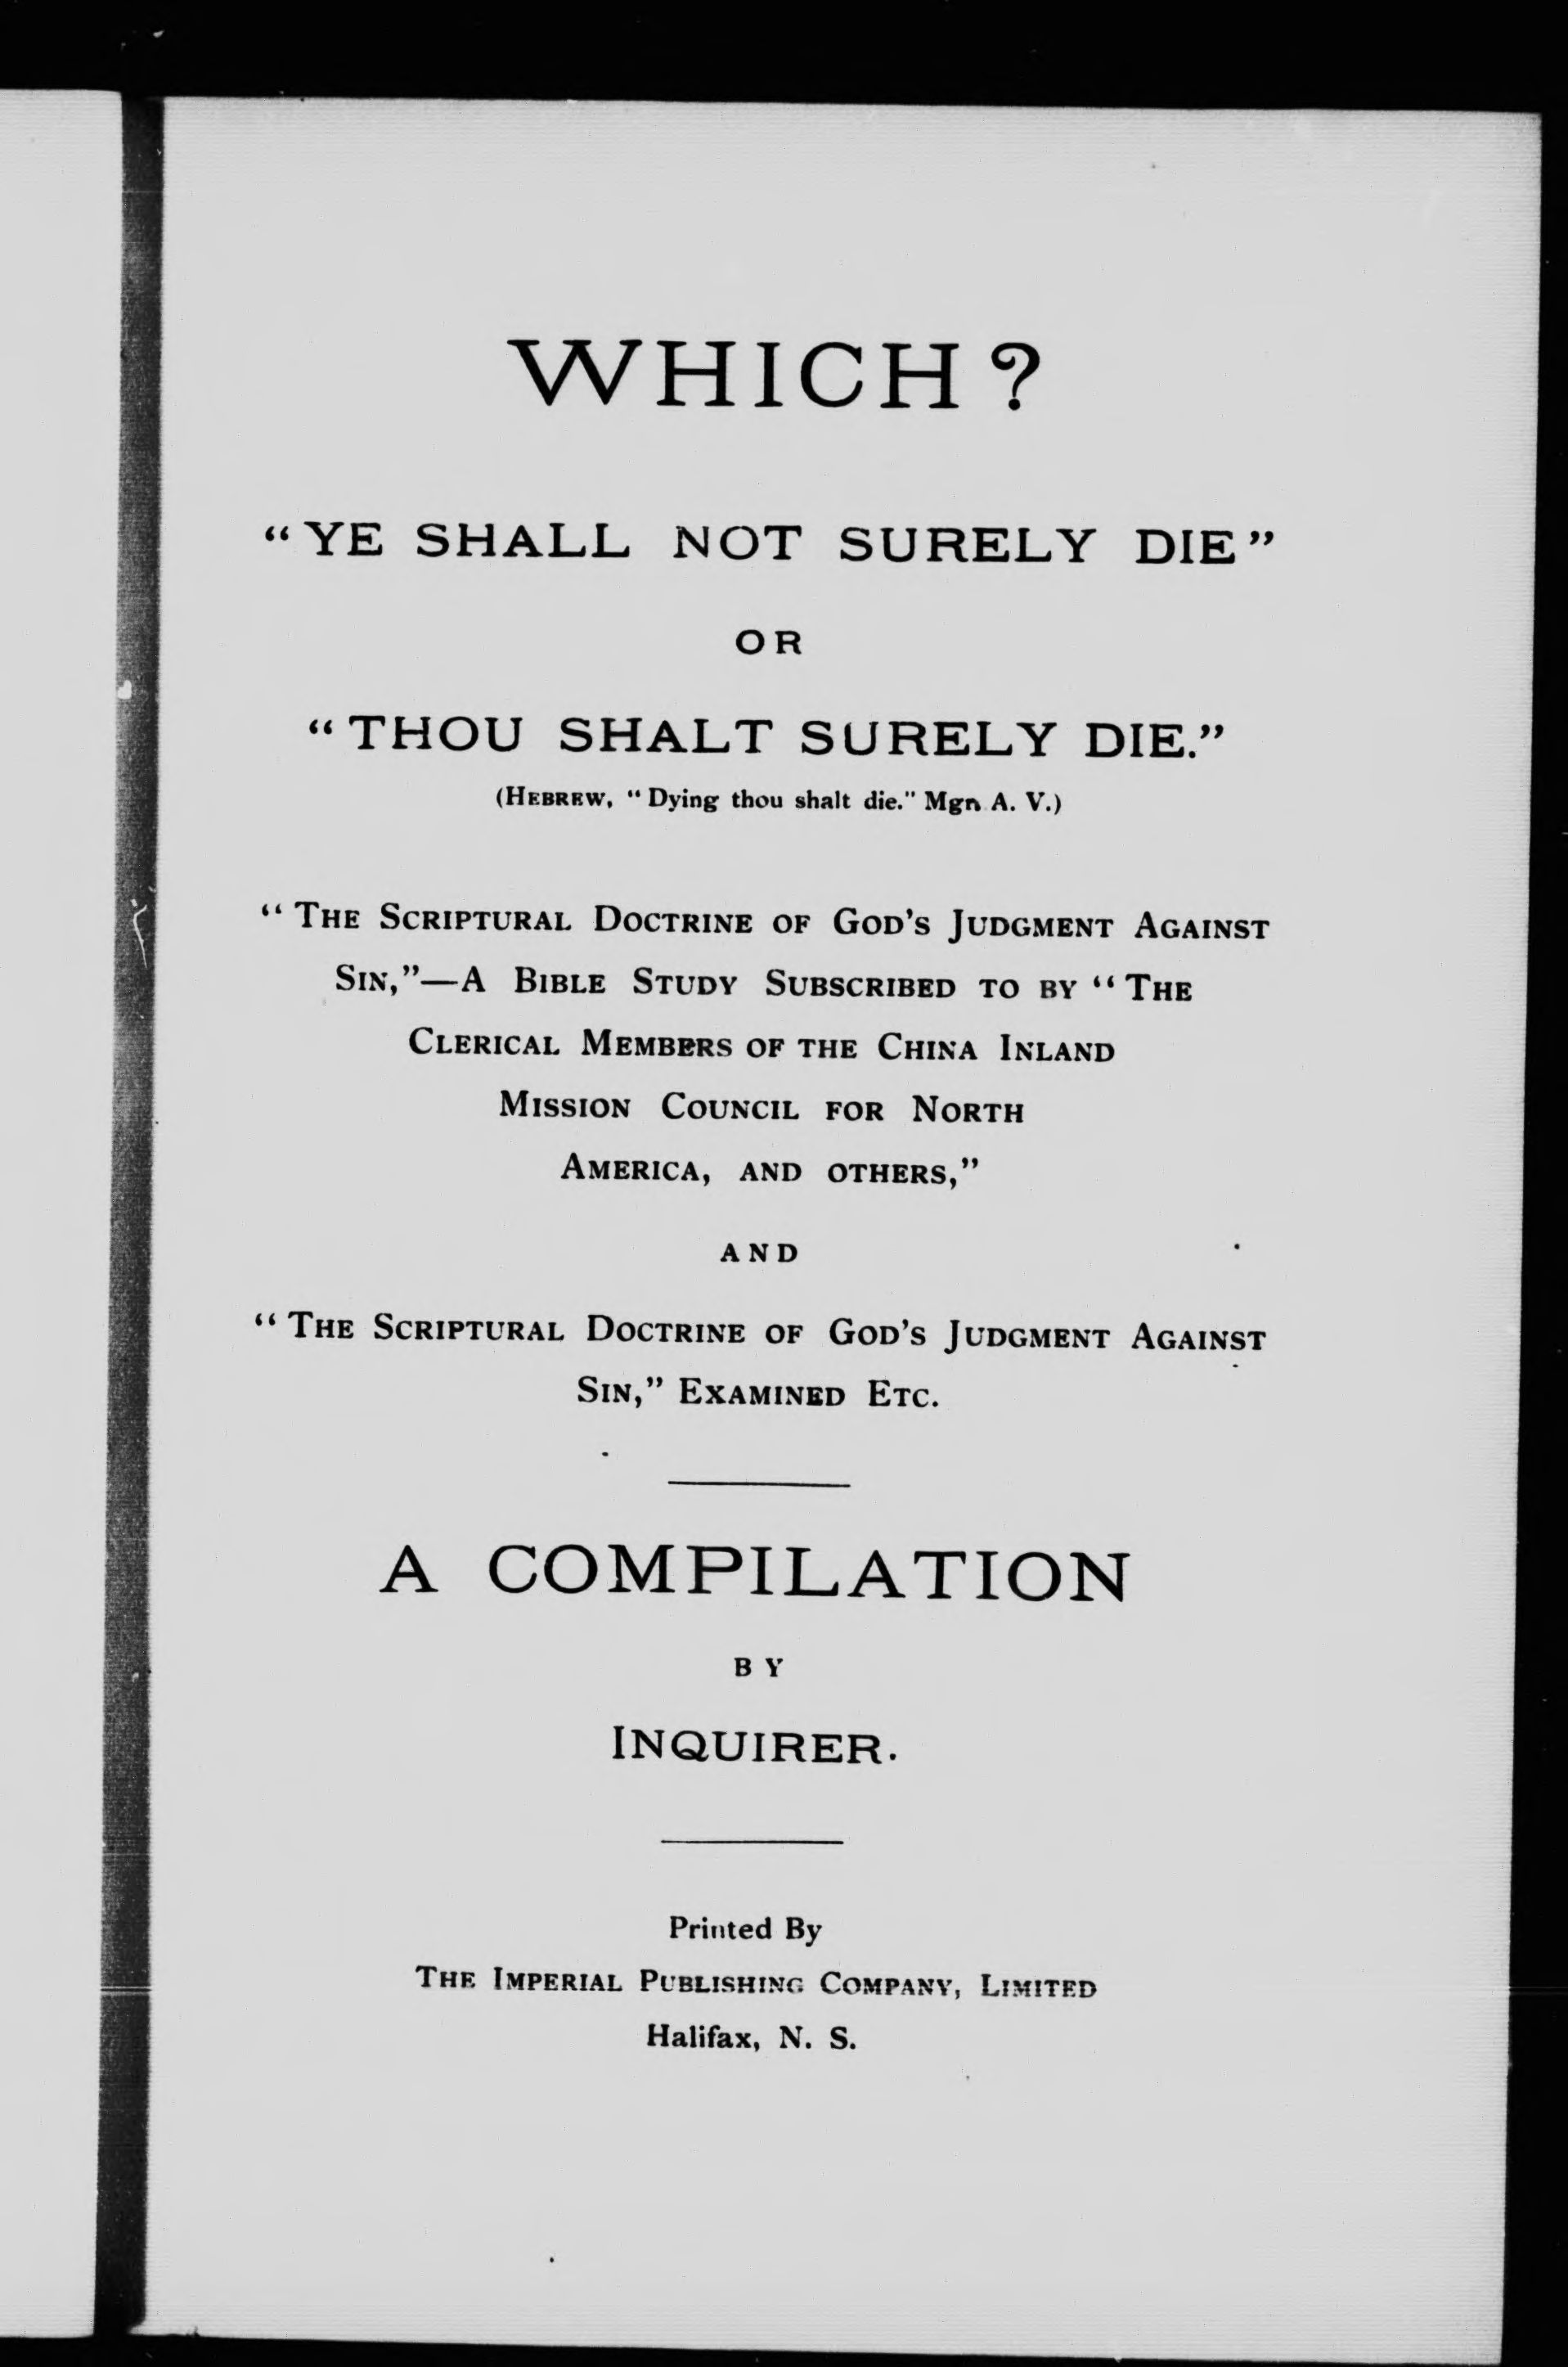 WHICH?
“YE SHALL NOT SURELY DIE”
OR
“THOU SHALT SURELY DIE.”
(HEBREW, “Dying thou shalt die.” Mgn A. V.)
“THE SCRIPTURAL DOCTRINE OF GOD’S JUDGMENT AGAINST
SIN,”—A BIBLE STUDY SUBSCRIBED TO BY “THE
CLERICAL MEMBERS OF THE CHINA INLAND
MISSION COUNCIL FOR NORTH
AMERICA, AND OTHERS,”
AND
“THE SCRIPTURAL DOCTRINE OF GOD’S JUDGMENT AGAINST
SIN,” EXAMINED ETC.
A COMPILATION
BY
INQUIRER.
Printed By
THE IMPERIAL PUBLISHING COMPANY, LIMITED
Halifax, N. S.